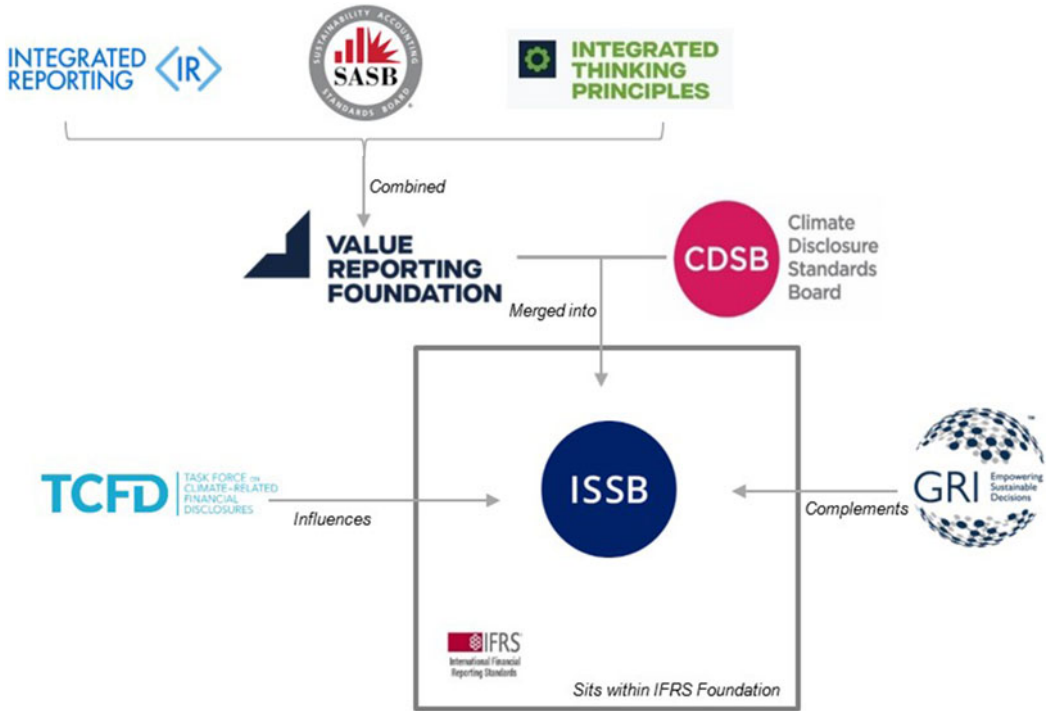 INTEGRATED
REPORTING <IR>
SUSTAINABILITY ACCOUNTING
SASB
STANDARDS BOARD
INTEGRATED
THINKING
PRINCIPLES
Combined
VALUE
REPORTING
FOUNDATION
CDSB
Climate
Disclosure
Standards
Board
Merged into
TCFD
TASK FORCE ON
CLIMATE-RELATED
FINANCIAL
DISCLOSURES
Influences
ISSB
Complements
GRI
Empowering
Sustainable
Decisions
IFRS
International Financial
Reporting Standards
Sits within IFRS Foundation